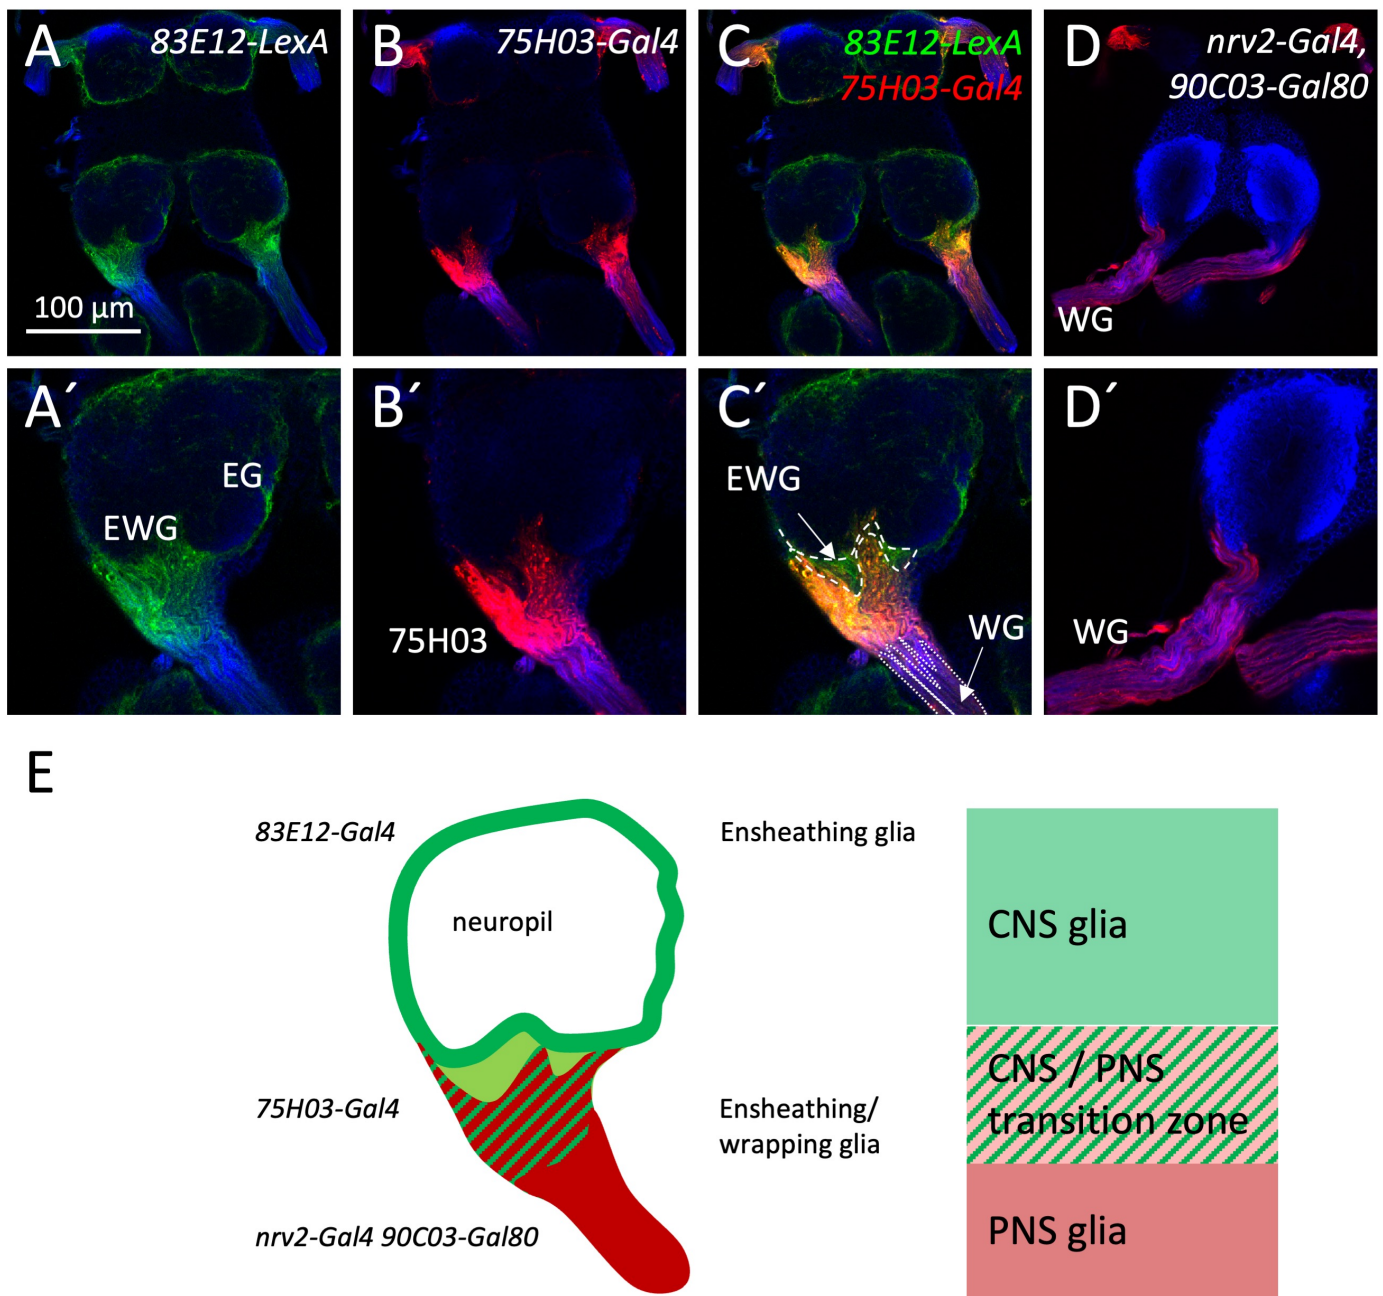 A
83E12-LexA
B
75H03-Gal4
C
83E12-LexA
75H03-Gal4
D
nrv2-Gal4,
90C03-Gal80
100 µm
WG
A´
EG
EWG
B´
75H03
C´
EWG
WG
D´
WG
E
83E12-Gal4
Ensheathing glia
neuropil
CNS glia
75H03-Gal4
Ensheathing/
wrapping glia
CNS / PNS
transition zone
nrv2-Gal4 90C03-Gal80
PNS glia